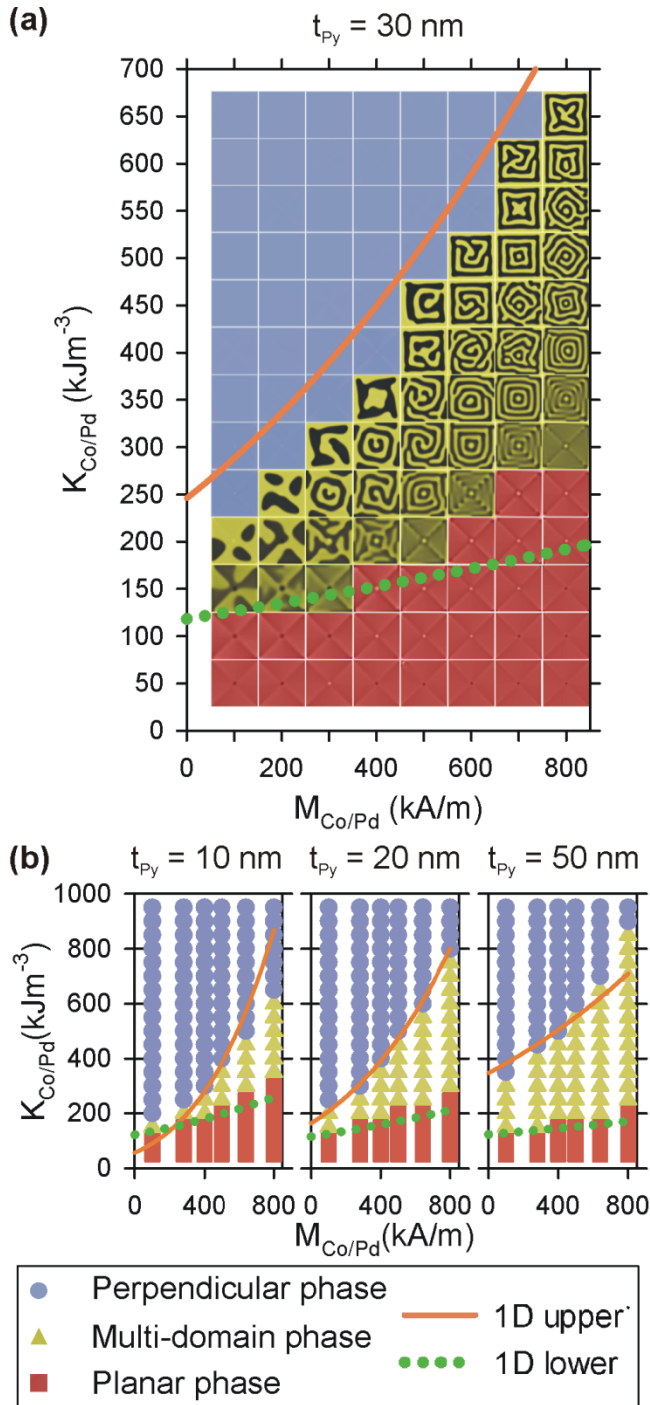 (a)
t_Py = 30 nm
700
650
600
550
500
450
400
350
300
250
200
150
100
50
0
K_Co/Pd (kJm⁻³)
0 200 400 600 800
M_Co/Pd (kA/m)
(b)
t_Py = 10 nm t_Py = 20 nm t_Py = 50 nm
1000
800
600
400
200
0
K_Co/Pd(kJm⁻³)
0 400 800 0 400 800 0 400 800
M_Co/Pd(kA/m)
Perpendicular phase
Multi-domain phase
Planar phase
1D upper
1D lower